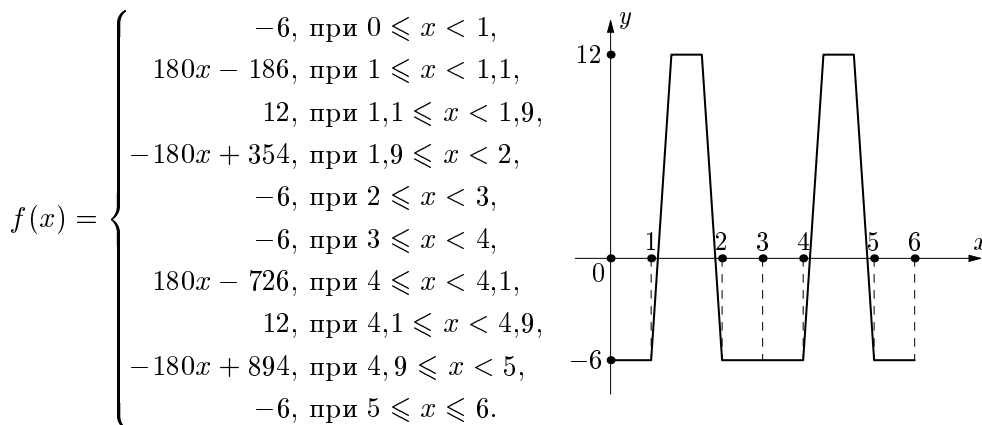 −6, при 0 ⩽ x < 1,
180x − 186, при 1 ⩽ x < 1,1,
12, при 1,1 ⩽ x < 1,9,
−180x + 354, при 1,9 ⩽ x < 2,
−6, при 2 ⩽ x < 3,
f(x) =
−6, при 3 ⩽ x < 4,
180x − 726, при 4 ⩽ x < 4,1,
12, при 4,1 ⩽ x < 4,9,
−180x + 894, при 4, 9 ⩽ x < 5,
−6, при 5 ⩽ x ⩽ 6.
y
12
1 2 3 4 5 6 x
0
−6